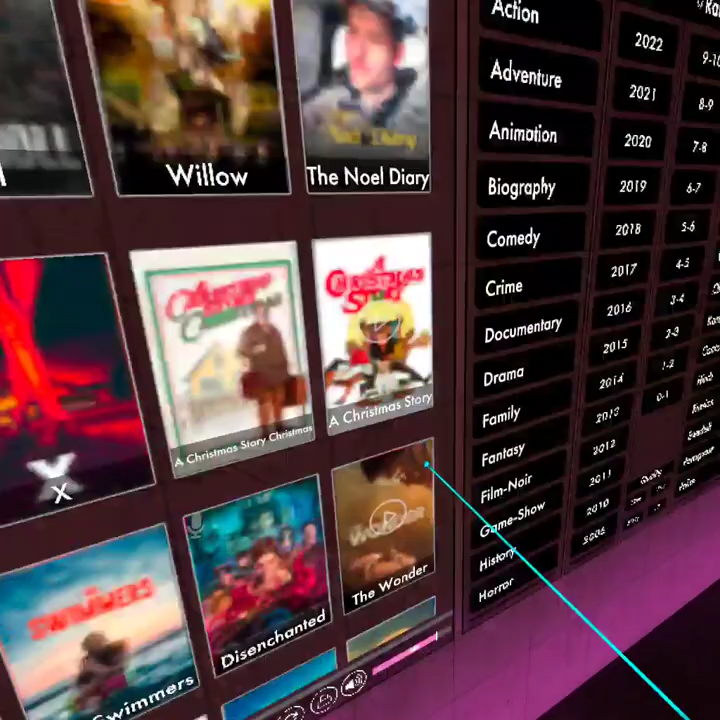 Willow
The Noel Diary
A Christmas Story Christmas
A Christmas Story
X
THE SWIMMERS
Swimmers
Disenchanted
The Wonder
Action
Adventure
Animation
Biography
Comedy
Crime
Documentary
Drama
Family
Fantasy
Film-Noir
Game-Show
History
Horror
2022
2021
2020
2019
2018
2017
2016
2015
2014
2013
2012
2011
2010
9-10
8-9
7-8
6-7
5-6
4-5
3-4
2-3
1-2
0-1
Quality